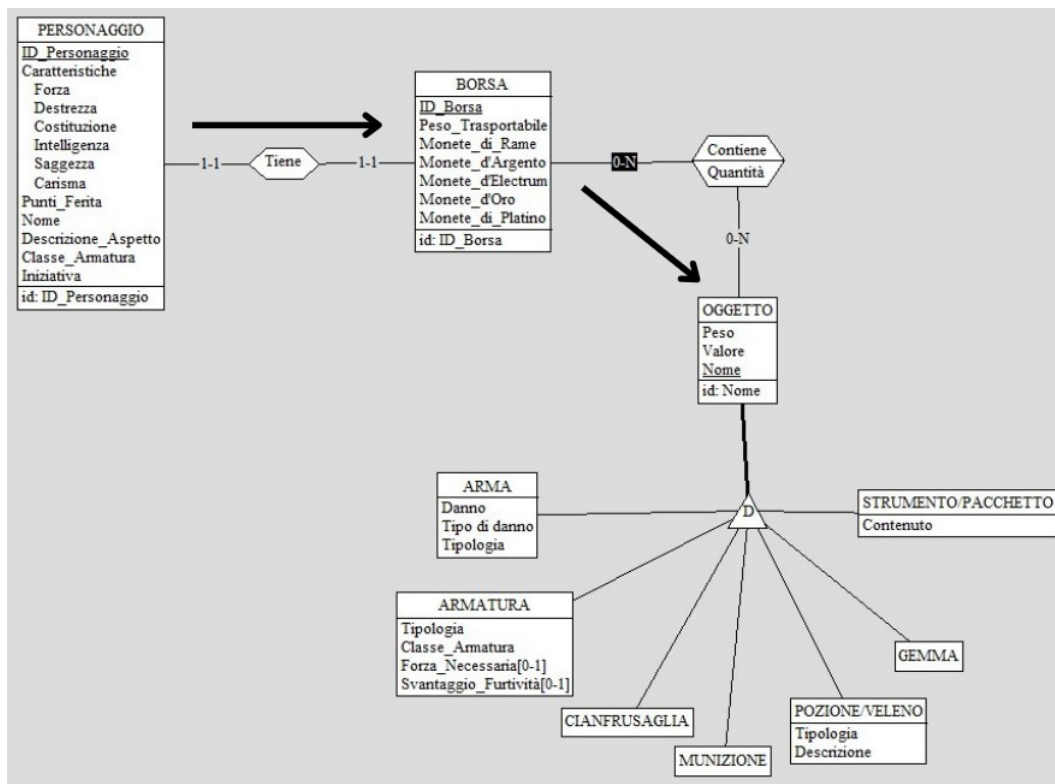 PERSONAGGIO
ID_Personaggio
Caratteristiche
Forza
Destrezza
Costituzione
Intelligenza
Saggezza
Carisma
Punti_Ferita
Nome
Descrizione_Aspetto
Classe_Armatura
Iniziativa
id: ID_Personaggio
1-1
Tiene
1-1
BORSA
ID_Borsa
Peso_Trasportabile
Monete_di_Rame
Monete_d'Argento
Monete_d'Electrum
Monete_d'Oro
Monete_di_Platino
id: ID_Borsa
0-N
Contiene
Quantità
0-N
OGGETTO
Peso
Valore
Nome
id: Nome
D
ARMA
Danno
Tipo di danno
Tipologia
STRUMENTO/PACCHETTO
Contenuto
ARMATURA
Tipologia
Classe_Armatura
Forza_Necessaria[0-1]
Svantaggio_Furtività[0-1]
GEMMA
CIANFRUSAGLIA
POZIONE/VELENO
Tipologia
Descrizione
MUNIZIONE